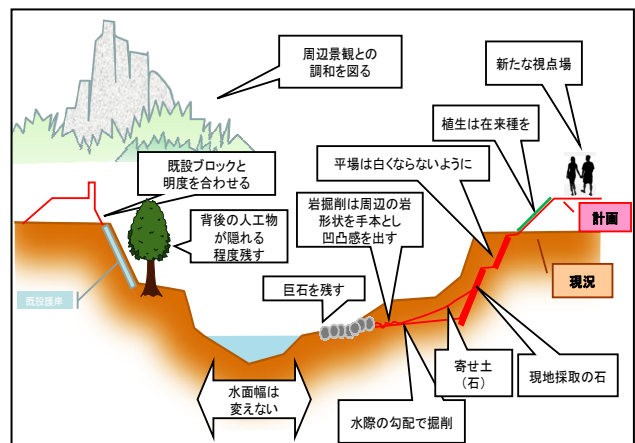 周辺景観との
調和を図る
新たな視点場
植生は在来種を
既設ブロックと
明度を合わせる
平場は白くならないように
背後の人工物
が隠れる
程度残す
岩掘削は周辺の岩
形状を手本とし
凹凸感を出す
計画
現況
既設護岸
巨石を残す
水面幅は
変えない
寄せ土
(石)
現地採取の石
水際の勾配で掘削